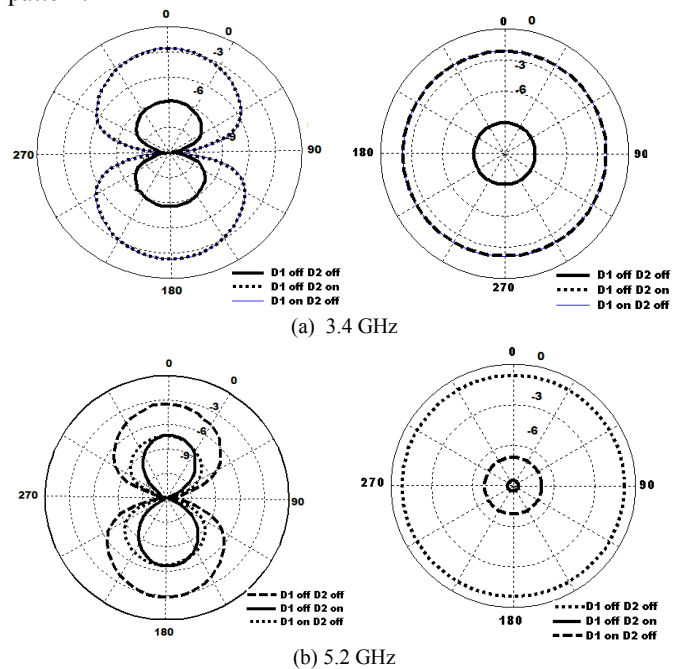 0 0 0 0
-3 -3
-6 -6
-9
270 90 180 90
180 270
D1 off D2 off D1 off D2 off
D1 off D2 on D1 off D2 on
D1 on D2 off D1 on D2 off
(a) 3.4 GHz
0 0 0 0
-3 -3
-6 -6
-9
270 90 270 90
180 180
D1 off D2 off D1 off D2 off
D1 off D2 on D1 off D2 on
D1 on D2 off D1 on D2 off
(b) 5.2 GHz